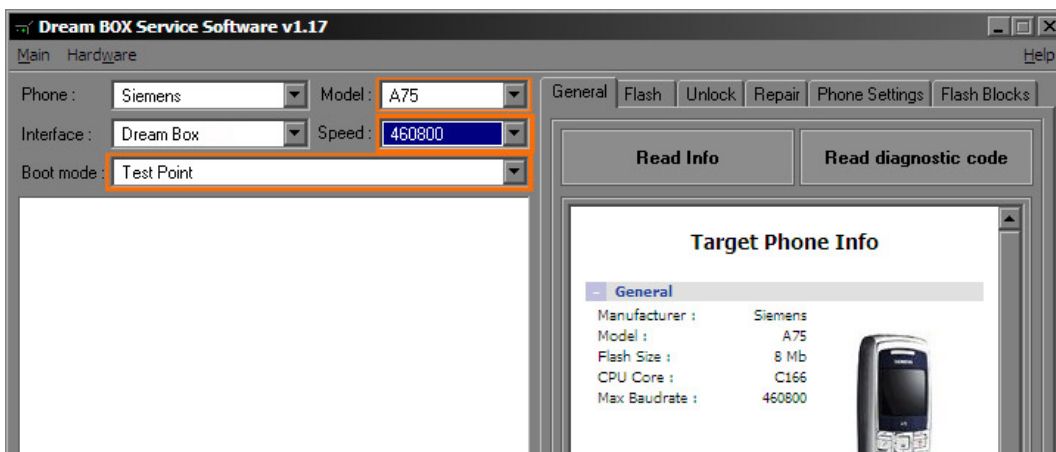 Dream BOX Service Software v1.17
Main Hardware Help
Phone : Siemens Model : A75
Interface : Dream Box Speed : 460800
Boot mode : Test Point
General Flash Unlock Repair Phone Settings Flash Blocks
Read Info Read diagnostic code
Target Phone Info
- General
Manufacturer : Siemens
Model : A75
Flash Size : 8 Mb
CPU Core : C166
Max Baudrate : 460800
SIEMENS